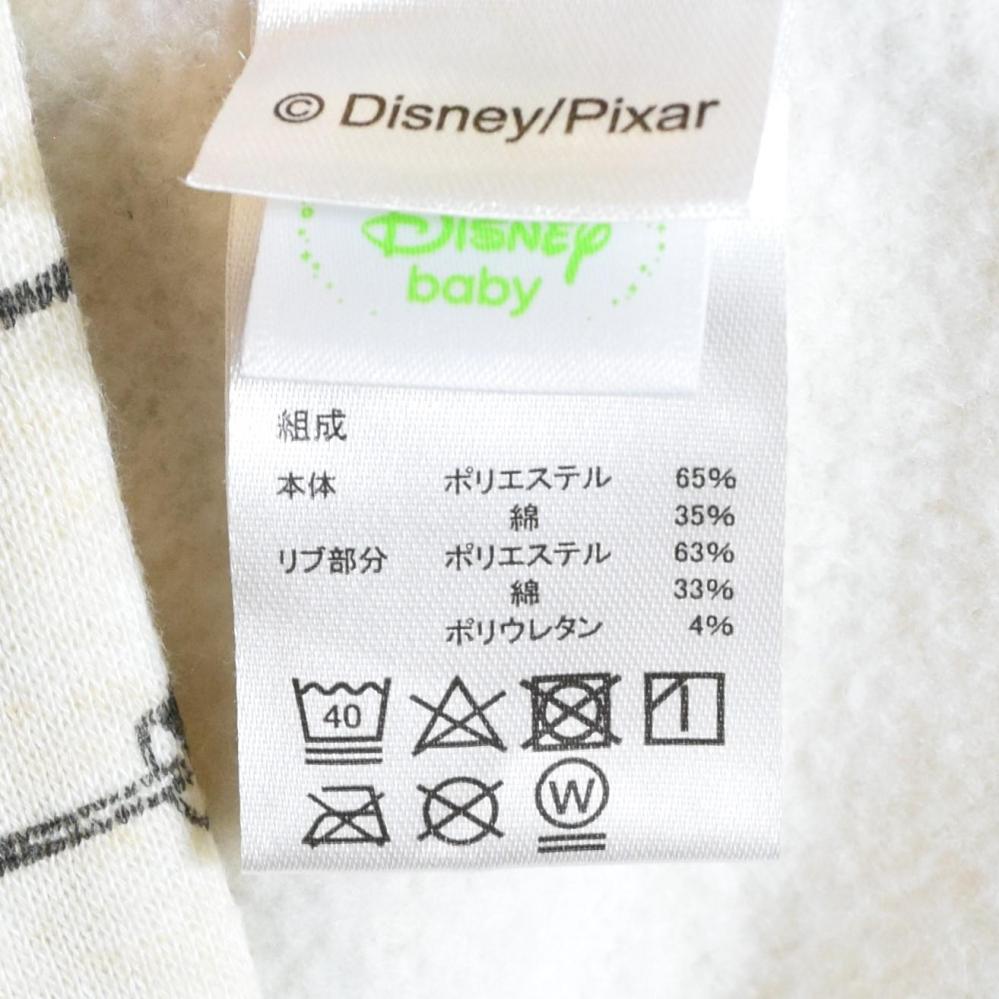 © Disney/Pixar
Disney
baby
組成
本体 ポリエステル 65%
綿 35%
リブ部分 ポリエステル 63%
綿 33%
ポリウレタン 4%
40
W